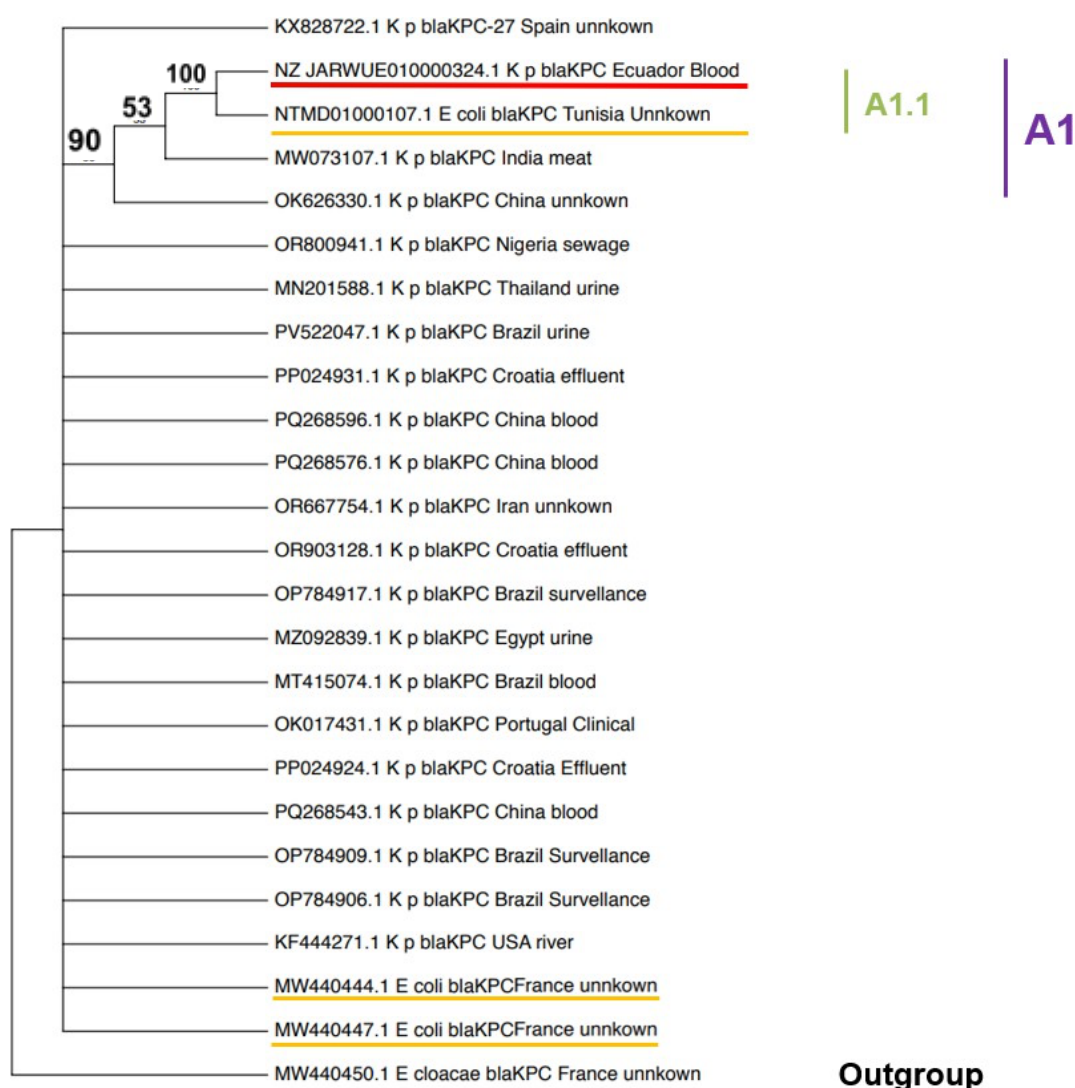 KX828722.1 K p blaKPC-27 Spain unnkown
100
NZ JARWUE010000324.1 K p blaKPC Ecuador Blood
A1.1
A1
53
NTMD01000107.1 E coli blaKPC Tunisia Unnkown
90
MW073107.1 K p blaKPC India meat
OK626330.1 K p blaKPC China unnkown
OR800941.1 K p blaKPC Nigeria sewage
MN201588.1 K p blaKPC Thailand urine
PV522047.1 K p blaKPC Brazil urine
PP024931.1 K p blaKPC Croatia effluent
PQ268596.1 K p blaKPC China blood
PQ268576.1 K p blaKPC China blood
OR667754.1 K p blaKPC Iran unnkown
OR903128.1 K p blaKPC Croatia effluent
OP784917.1 K p blaKPC Brazil survellance
MZ092839.1 K p blaKPC Egypt urine
MT415074.1 K p blaKPC Brazil blood
OK017431.1 K p blaKPC Portugal Clinical
PP024924.1 K p blaKPC Croatia Effluent
PQ268543.1 K p blaKPC China blood
OP784909.1 K p blaKPC Brazil Survellance
OP784906.1 K p blaKPC Brazil Survellance
KF444271.1 K p blaKPC USA river
MW440444.1 E coli blaKPCFrance unnkown
MW440447.1 E coli blaKPCFrance unnkown
MW440450.1 E cloacae blaKPC France unnkown
Outgroup